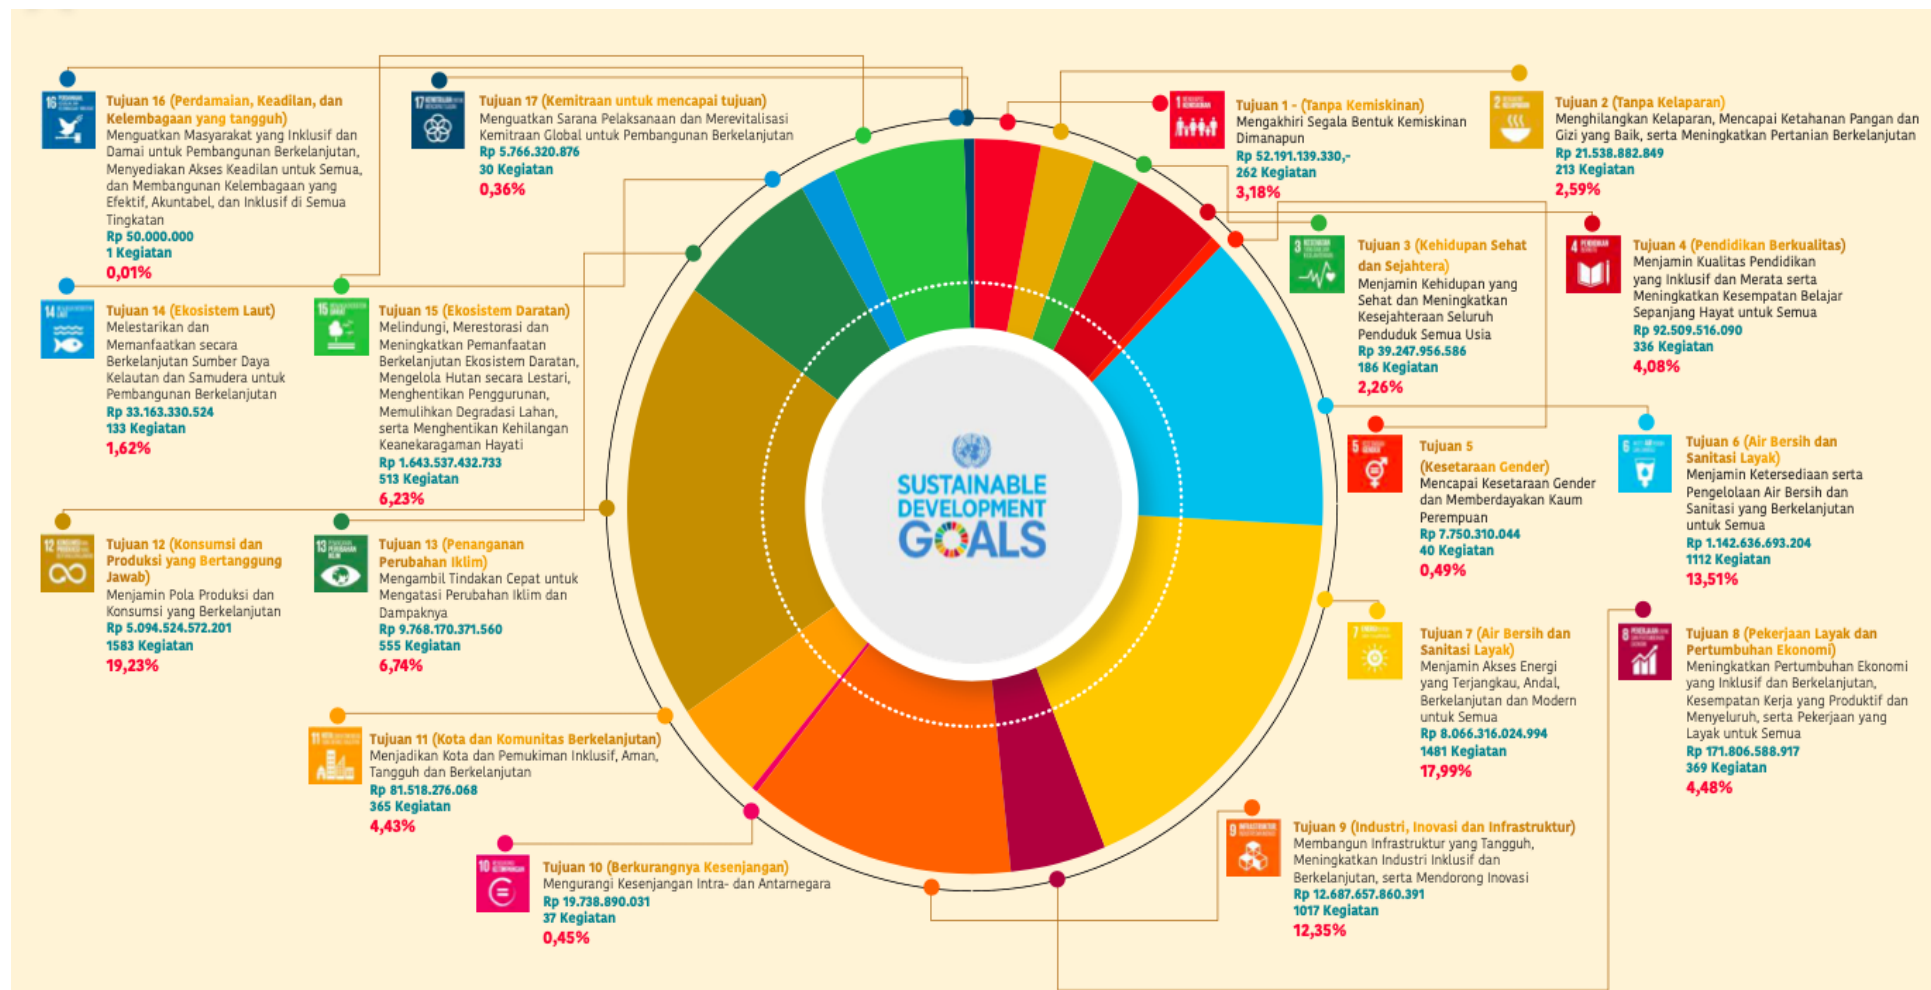 Tujuan 16 (Perdamaian, Keadilan, dan
Kelembagaan yang tangguh)
Menguatkan Masyarakat yang Inklusif dan
Damai untuk Pembangunan Berkelanjutan,
Menyediakan Akses Keadilan untuk Semua,
dan Membangun Kelembagaan yang
Efektif, Akuntabel, dan Inklusif di Semua
Tingkatan
Rp 50.000.000
1 Kegiatan
0,01%
16
Tujuan 17 (Kemitraan untuk mencapai tujuan)
Menguatkan Sarana Pelaksanaan dan Merevitalisasi
Kemitraan Global untuk Pembangunan Berkelanjutan
Rp 5.766.320.876
30 Kegiatan
0,36%
17
Tujuan 1 - (Tanpa Kemiskinan)
Mengakhiri Segala Bentuk Kemiskinan
Dimanapun
Rp 52.191.139.330,-
262 Kegiatan
3,18%
1
Tujuan 2 (Tanpa Kelaparan)
Menghilangkan Kelaparan, Mencapai Ketahanan Pangan dan
Gizi yang Baik, serta Meningkatkan Pertanian Berkelanjutan
Rp 21.538.882.849
213 Kegiatan
2,59%
2
Tujuan 3 (Kehidupan Sehat
dan Sejahtera)
Menjamin Kehidupan yang
Sehat dan Meningkatkan
Kesejahteraan Seluruh
Penduduk Semua Usia
Rp 39.247.956.586
186 Kegiatan
2,26%
3
Tujuan 4 (Pendidikan Berkualitas)
Menjamin Kualitas Pendidikan
yang Inklusif dan Merata serta
Meningkatkan Kesempatan Belajar
Sepanjang Hayat untuk Semua
Rp 92.509.516.090
336 Kegiatan
4,08%
4
Tujuan 14 (Ekosistem Laut)
Melestarikan dan
Memanfaatkan secara
Berkelanjutan Sumber Daya
Kelautan dan Samudera untuk
Pembangunan Berkelanjutan
Rp 33.163.330.524
133 Kegiatan
1,62%
14
Tujuan 15 (Ekosistem Daratan)
Melindungi, Merestorasi dan
Meningkatkan Pemanfaatan
Berkelanjutan Ekosistem Daratan,
Mengelola Hutan secara Lestari,
Menghentikan Penggurunan,
Memulihkan Degradasi Lahan,
serta Menghentikan Kehilangan
Keanekaragaman Hayati
Rp 1.643.537.432.733
513 Kegiatan
6,23%
15
SUSTAINABLE
DEVELOPMENT
GOALS
Tujuan 5
(Kesetaraan Gender)
Mencapai Kesetaraan Gender
dan Memberdayakan Kaum
Perempuan
Rp 7.750.310.044
40 Kegiatan
0,49%
5
Tujuan 6 (Air Bersih dan
Sanitasi Layak)
Menjamin Ketersediaan serta
Pengelolaan Air Bersih dan
Sanitasi yang Berkelanjutan
untuk Semua
Rp 1.142.636.693.204
1112 Kegiatan
13,51%
6
Tujuan 12 (Konsumsi dan
Produksi yang Bertanggung
Jawab)
Menjamin Pola Produksi dan
Konsumsi yang Berkelanjutan
Rp 5.094.524.572.201
1583 Kegiatan
19,23%
12
Tujuan 13 (Penanganan
Perubahan Iklim)
Mengambil Tindakan Cepat untuk
Mengatasi Perubahan Iklim dan
Dampaknya
Rp 9.768.170.371.560
555 Kegiatan
6,74%
13
Tujuan 7 (Air Bersih dan
Sanitasi Layak)
Menjamin Akses Energi
yang Terjangkau, Andal,
Berkelanjutan dan Modern
untuk Semua
Rp 8.066.316.024.994
1481 Kegiatan
17,99%
7
Tujuan 8 (Pekerjaan Layak dan
Pertumbuhan Ekonomi)
Meningkatkan Pertumbuhan Ekonomi
yang Inklusif dan Berkelanjutan,
Kesempatan Kerja yang Produktif dan
Menyeluruh, serta Pekerjaan yang
Layak untuk Semua
Rp 171.806.588.917
369 Kegiatan
4,48%
8
Tujuan 11 (Kota dan Komunitas Berkelanjutan)
Menjadikan Kota dan Pemukiman Inklusif, Aman,
Tangguh dan Berkelanjutan
Rp 81.518.276.068
365 Kegiatan
4,43%
11
Tujuan 10 (Berkurangnya Kesenjangan)
Mengurangi Kesenjangan Intra- dan Antarnegara
Rp 19.738.890.031
37 Kegiatan
0,45%
10
Tujuan 9 (Industri, Inovasi dan Infrastruktur)
Membangun Infrastruktur yang Tangguh,
Meningkatkan Industri Inklusif dan
Berkelanjutan, serta Mendorong Inovasi
Rp 12.687.657.860.391
1017 Kegiatan
12,35%
9